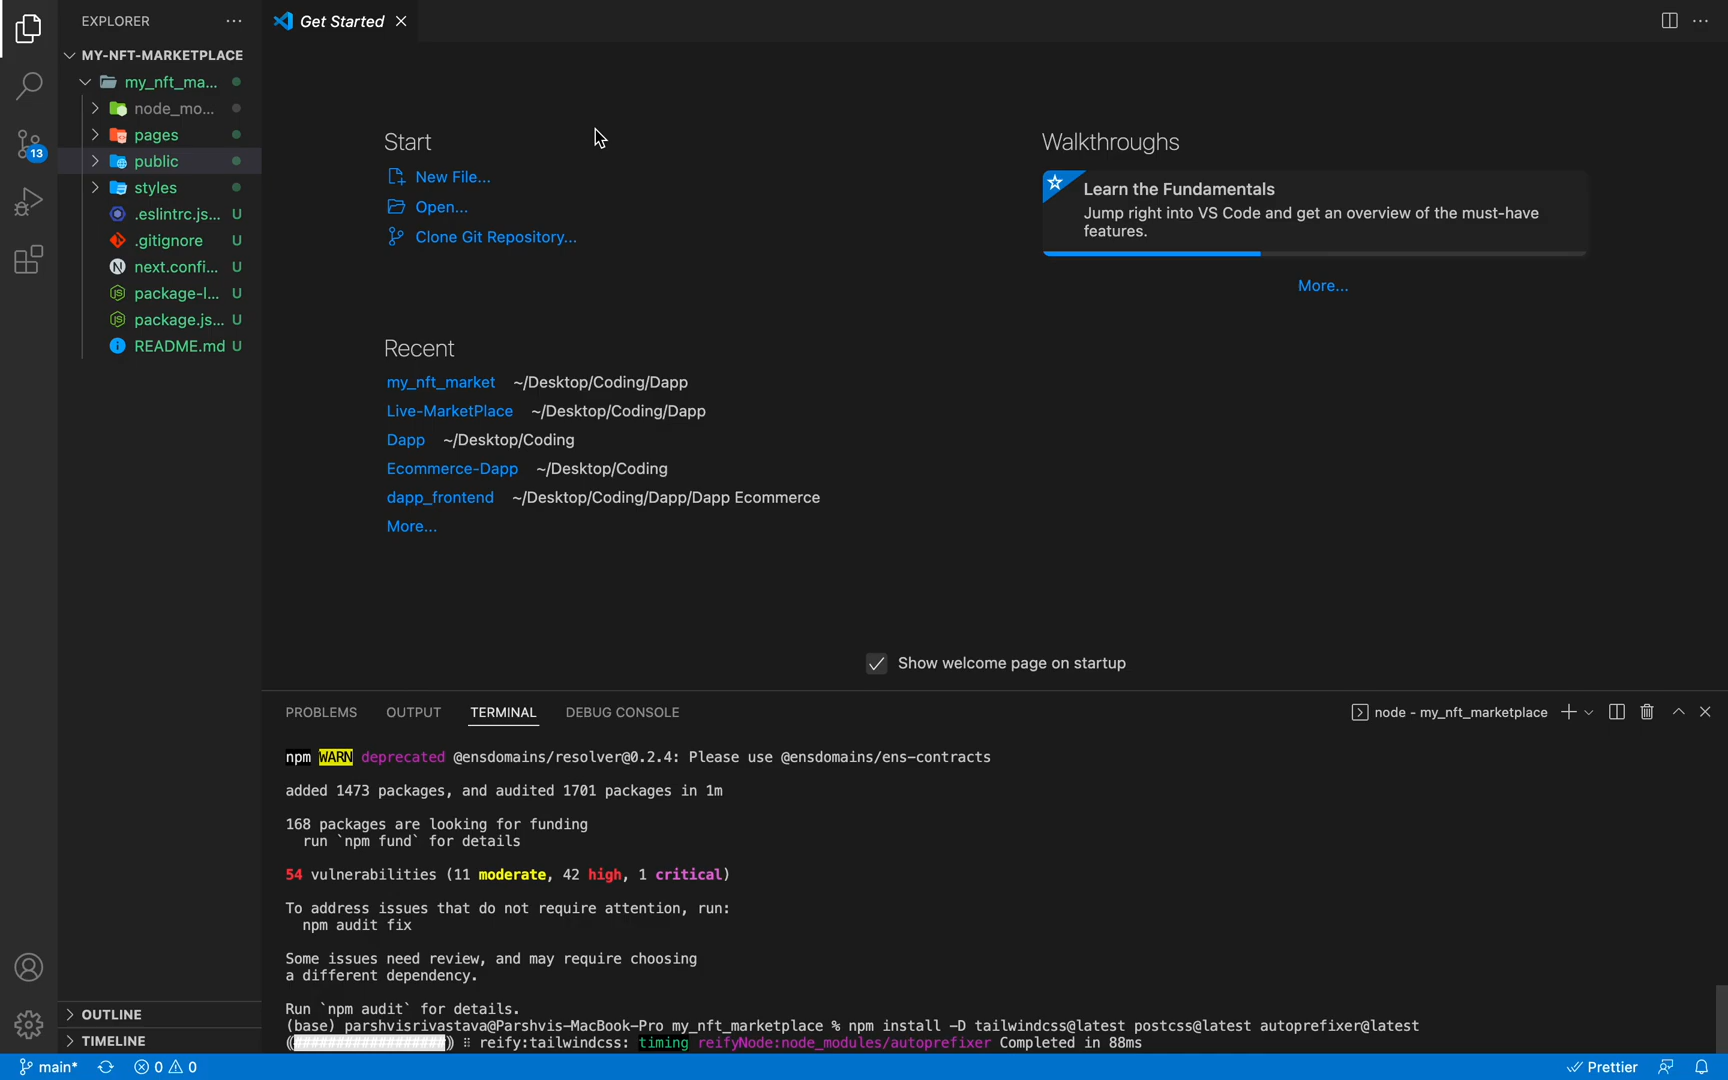 EXPLORER
Get Started
MY-NFT-MARKETPLACE
my_nft_ma...
node_mo...
pages
public
styles
.eslintrc.js... U
.gitignore U
next.confi... U
package-l... U
package.js... U
README.md U
13
Start
New File...
Open...
Clone Git Repository...
Recent
my_nft_market ~/Desktop/Coding/Dapp
Live-MarketPlace ~/Desktop/Coding/Dapp
Dapp ~/Desktop/Coding
Ecommerce-Dapp ~/Desktop/Coding
dapp_frontend ~/Desktop/Coding/Dapp/Dapp Ecommerce
More...
Walkthroughs
Learn the Fundamentals
Jump right into VS Code and get an overview of the must-have
features.
More...
Show welcome page on startup
PROBLEMS OUTPUT TERMINAL DEBUG CONSOLE
node - my_nft_marketplace
npm WARN deprecated @ensdomains/resolver@0.2.4: Please use @ensdomains/ens-contracts
added 1473 packages, and audited 1701 packages in 1m
168 packages are looking for funding
run `npm fund` for details
54 vulnerabilities (11 moderate, 42 high, 1 critical)
To address issues that do not require attention, run:
npm audit fix
Some issues need review, and may require choosing
a different dependency.
Run `npm audit` for details.
(base) parshvisrivastava@Parshvis-MacBook-Pro my_nft_marketplace % npm install -D tailwindcss@latest postcss@latest autoprefixer@latest
(##################) ⠸ reify:tailwindcss: timing reifyNode:node_modules/autoprefixer Completed in 88ms
OUTLINE
TIMELINE
main* 0 0
Prettier